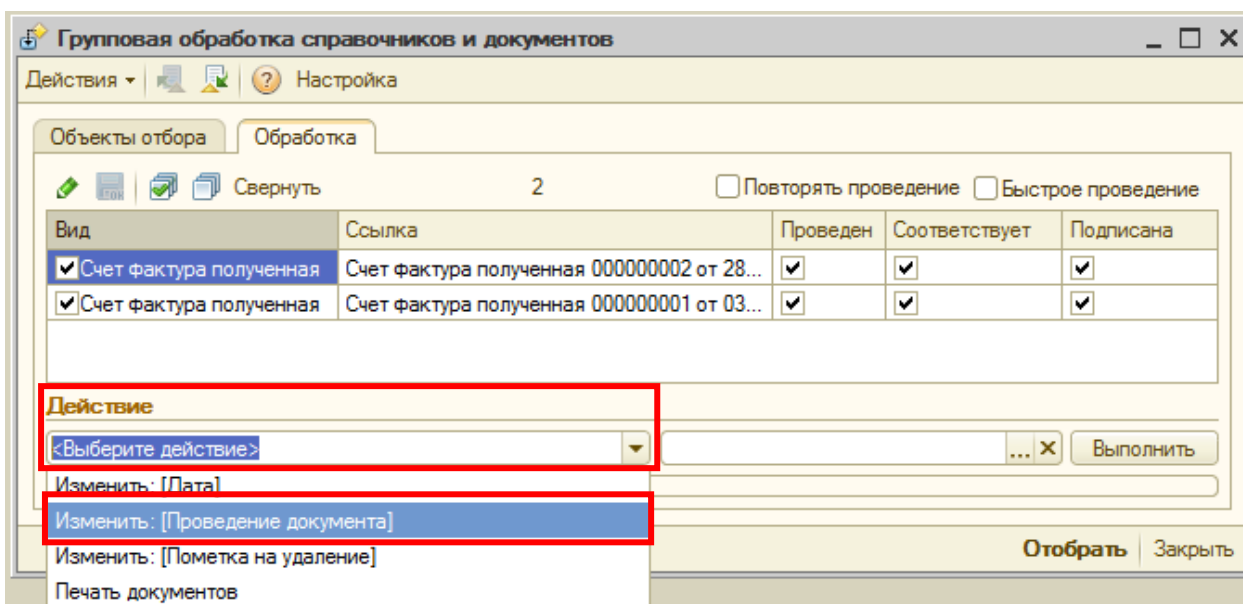 Групповая обработка справочников и документов
Действия Настройка
Объекты отбора Обработка
Свернуть 2 Повторять проведение Быстрое проведение
Вид Ссылка Проведен Соответствует Подписана
Счет фактура полученная Счет фактура полученная 000000002 от 28...
Счет фактура полученная Счет фактура полученная 000000001 от 03...
Действие
<Выберите действие> ... Выполнить
Изменить: [Дата]
Изменить: [Проведение документа]
Изменить: [Пометка на удаление] Отобрать Закрыть
Печать документов